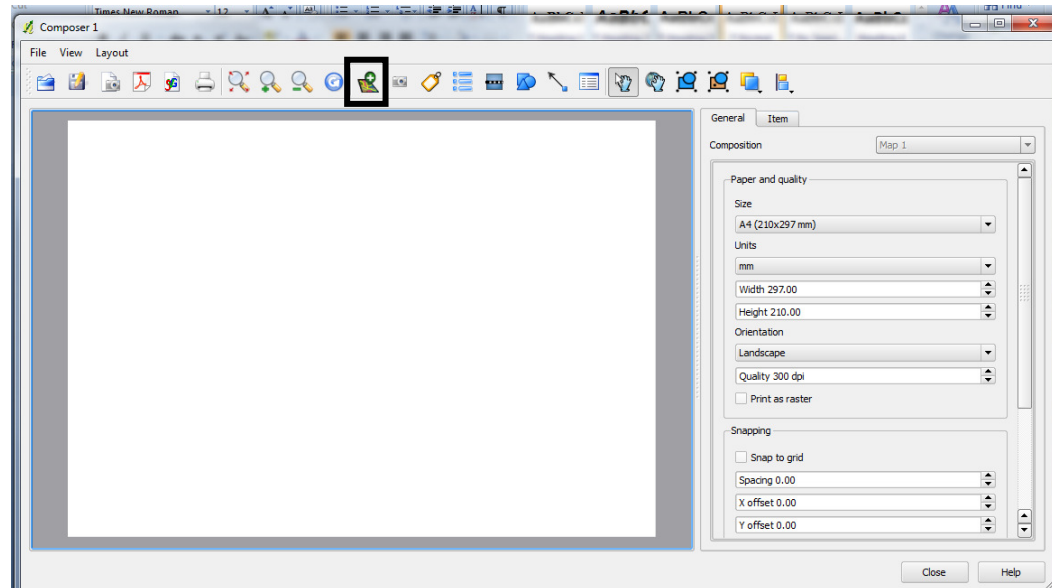 Times New Roman 12
Composer 1
File View Layout
General Item
Composition Map 1
Paper and quality
Size
A4 (210x297 mm)
Units
mm
Width 297.00
Height 210.00
Orientation
Landscape
Quality 300 dpi
Print as raster
Snapping
Snap to grid
Spacing 0.00
X offset 0.00
Y offset 0.00
Close Help